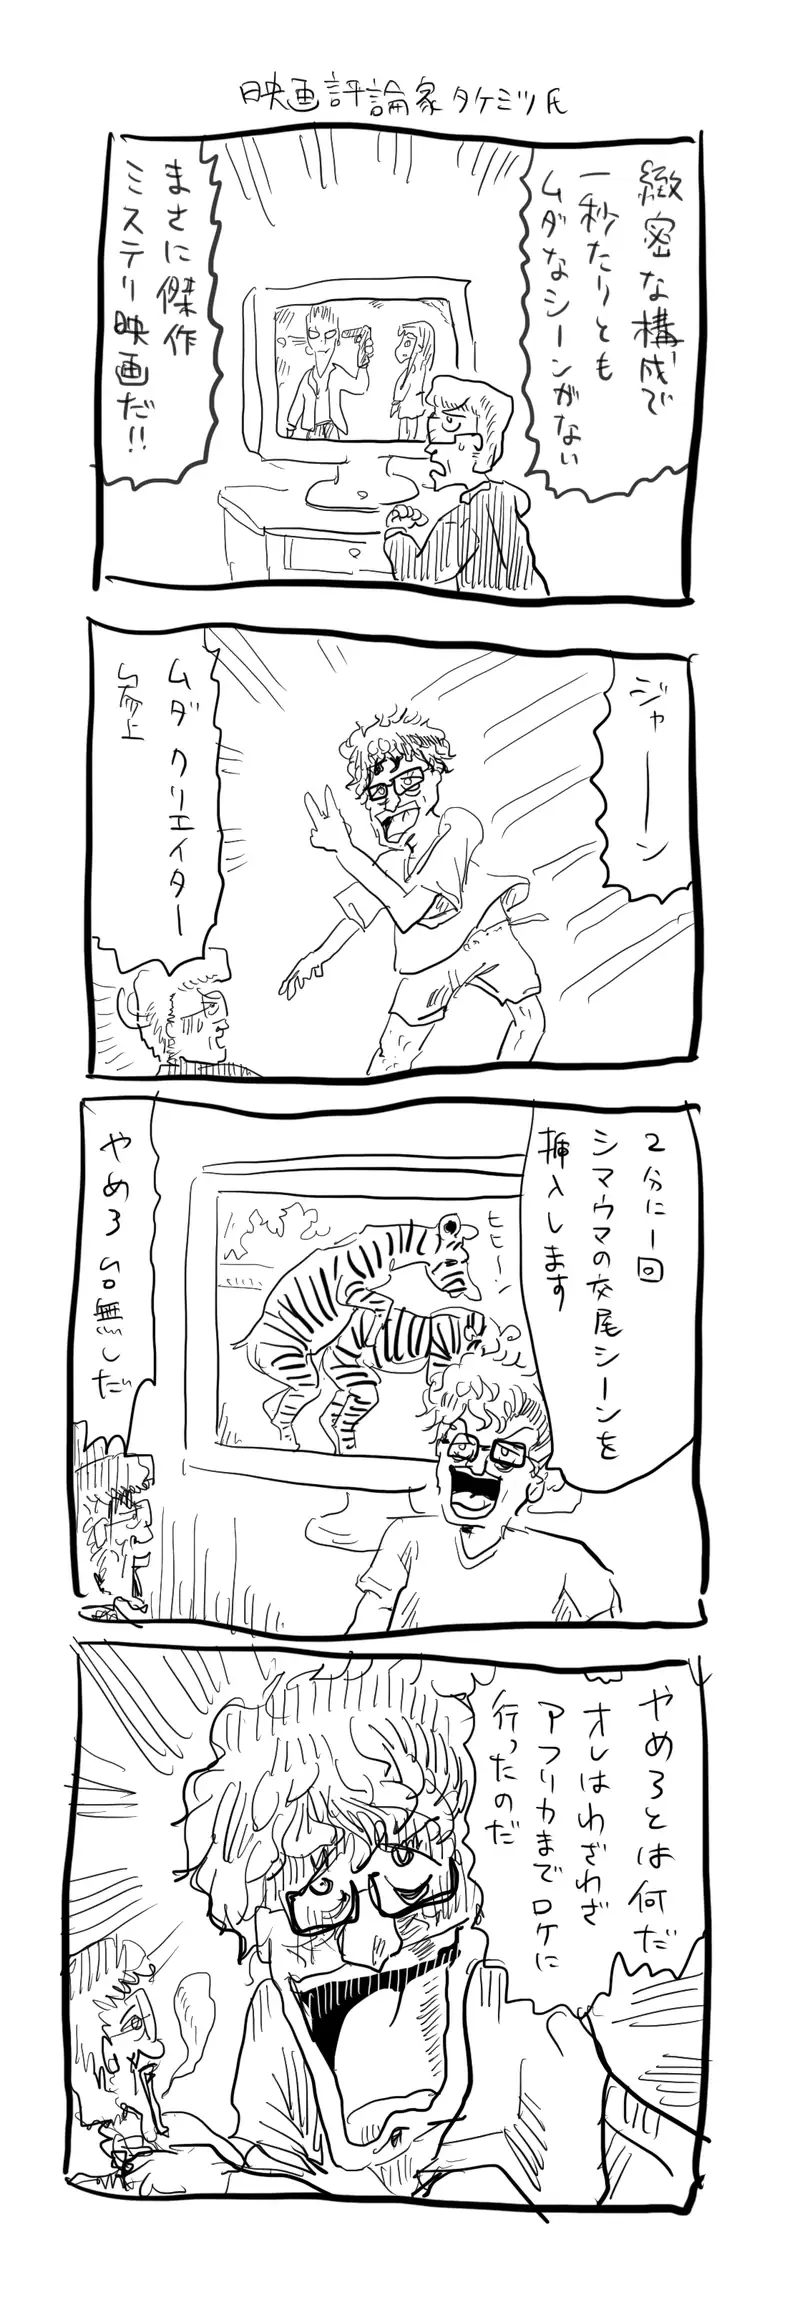 映画評論家タケミツ氏
緻密な構成で
一秒たりとも
ムダなシーンがない
まさに傑作
ミステリ映画だ!!
ジャーーン
ムダクリエイター
参上
2分に1回
シマウマの交尾シーンを
挿入します
ヒヒーン
やめろ台無しだ
やめろとは何だ
オレはわざわざ
アフリカまでロケに
行ったのだ